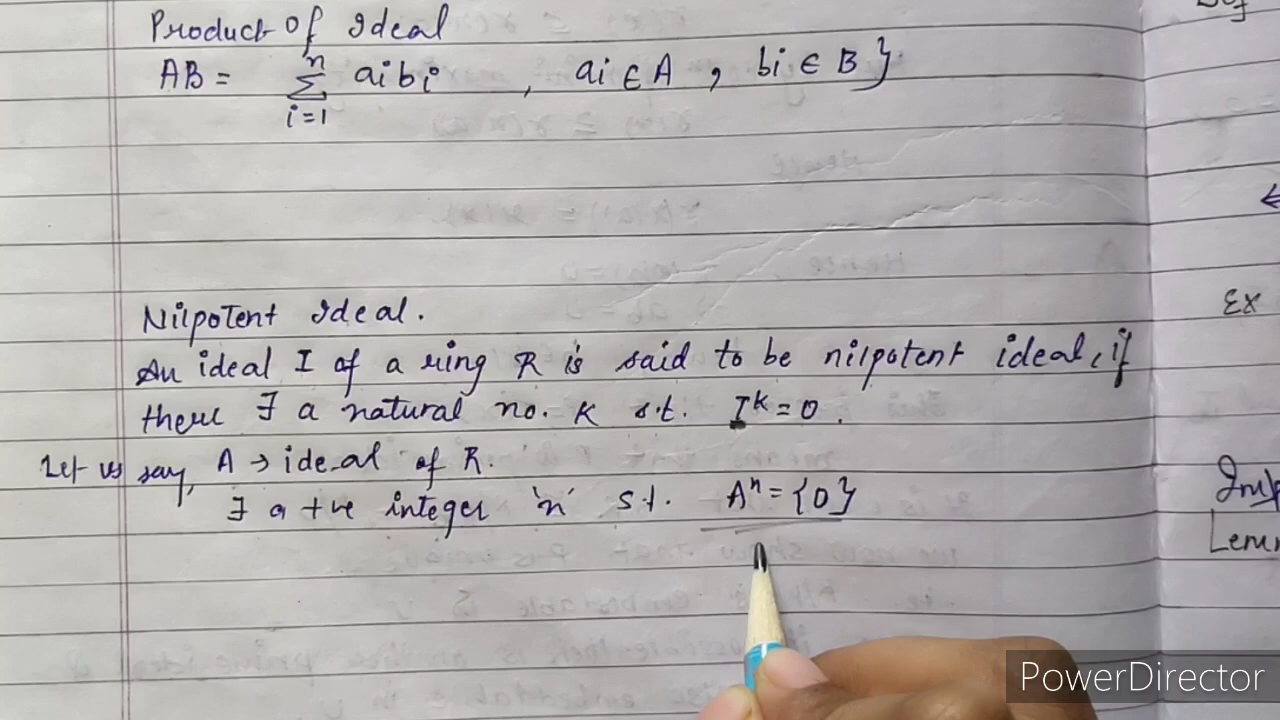 Product Of Ideal
AB = n∑i=1 aibi , ai ∈ A , bi ∈ B }
Nilpotent Ideal.
An ideal I of a ring R is said to be nilpotent ideal, if
there ∃ a natural no. K s.t. I^K = 0.
Let us say, A → ideal of R.
∃ a +ve integer 'n' s.t. A^n = {0}
Ex
PowerDirector